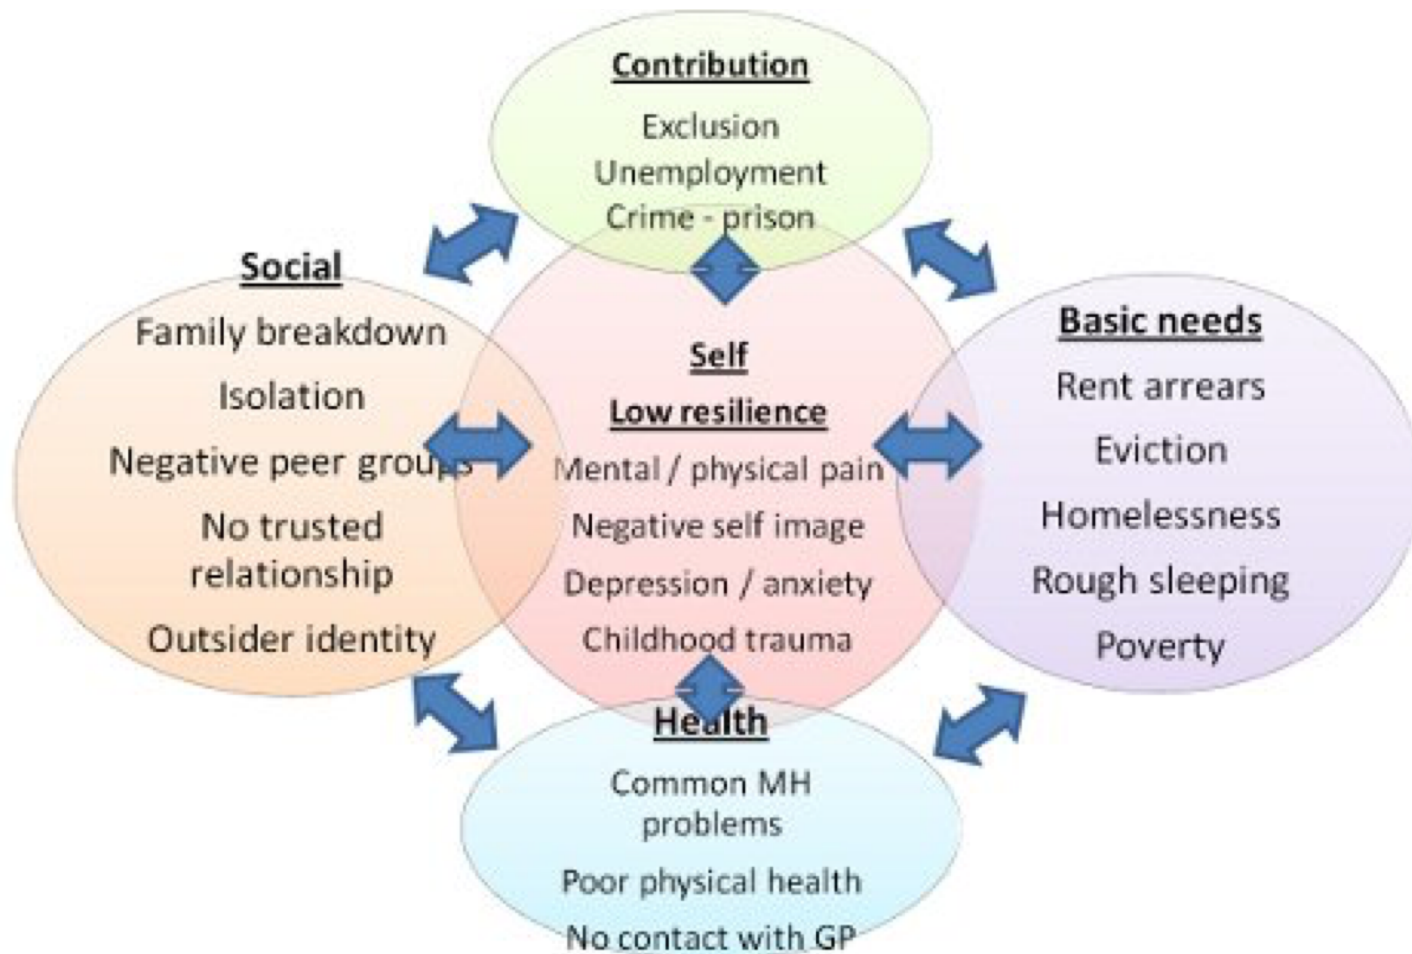 Contribution
Exclusion
Unemployment
Crime - prison
Social
Family breakdown
Isolation
Negative peer groups
No trusted
relationship
Outsider identity
Self
Low resilience
Mental / physical pain
Negative self image
Depression / anxiety
Childhood trauma
Basic needs
Rent arrears
Eviction
Homelessness
Rough sleeping
Poverty
Health
Common MH
problems
Poor physical health
No contact with GP